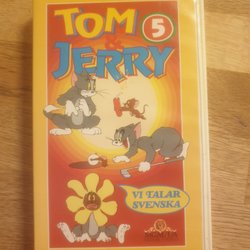 TOM 5
& JERRY
VI TALAR
SVENSKA